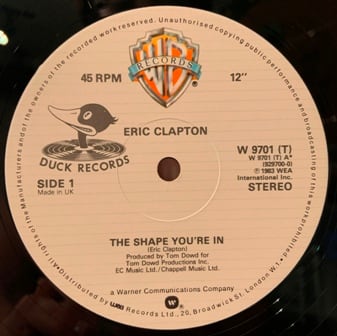 of the recorded work reserved. Unauthorised copying public performance and broadcasting of this work prohibited. All rights of the Manufacturers and of the owners
WB
RECORDS
®
45 RPM
12"
ERIC CLAPTON
DUCK RECORDS
W 9701 (T)
W 9701 (T) A*
(929700-0)
℗ 1983 WEA
International Inc.
STEREO
SIDE 1
Made in UK
THE SHAPE YOU'RE IN
(Eric Clapton)
Produced by Tom Dowd for
Tom Dowd Productions Inc.
EC Music Ltd./Chappell Music Ltd.
a Warner Communications Company
Distributed by wea Records Ltd., 20, Broadwick St. London W.1.